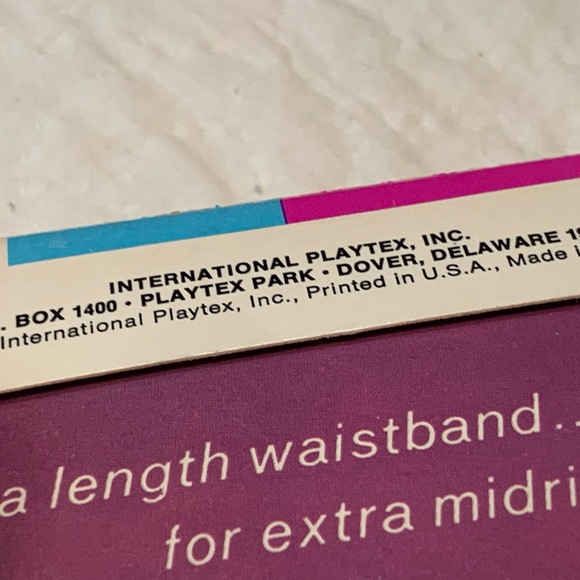 INTERNATIONAL PLAYTEX, INC.
. BOX 1400 • PLAYTEX PARK • DOVER, DELAWARE 19
International Playtex, Inc., Printed in U.S.A., Made i
a length waistband..
for extra midri